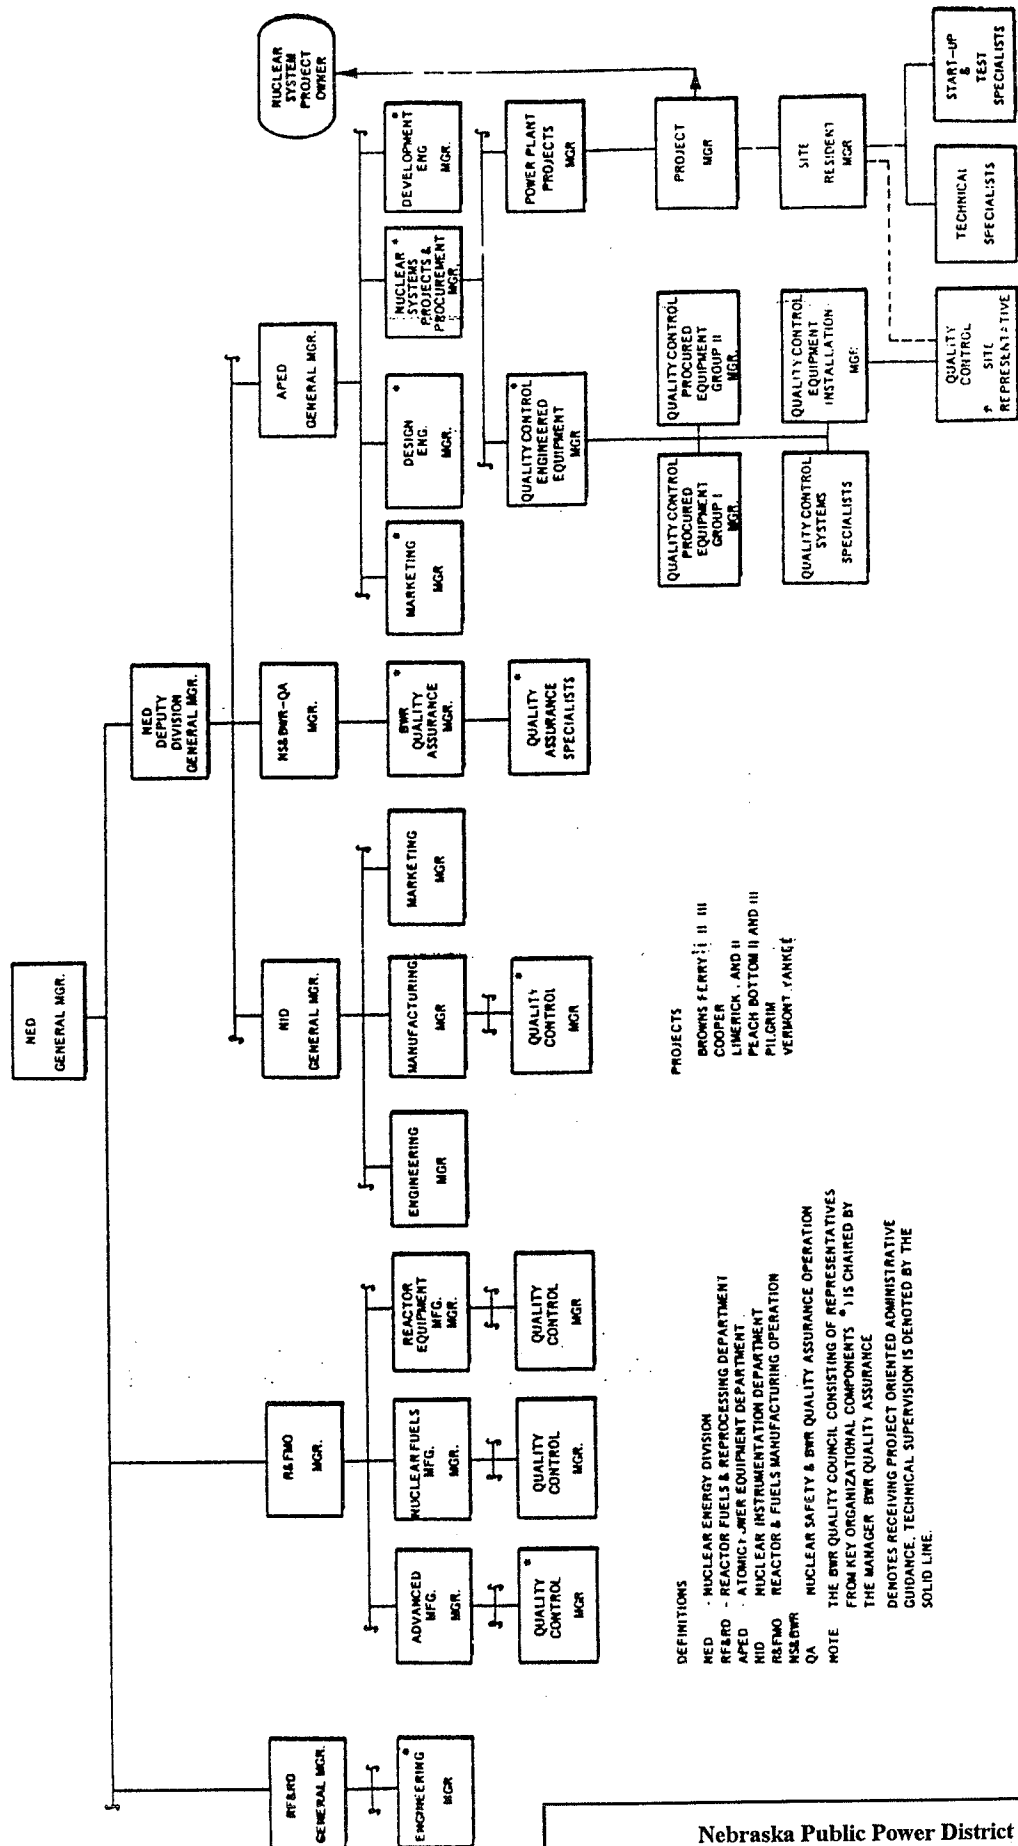 NED
GENERAL MGR.
NED
DEPUTY
DIVISION
GENERAL MGR.
NUCLEAR
SYSTEM
PROJECT
OWNER
RF&RD
GENERAL MGR.
R&FMO
MGR.
NID
GENERAL MGR.
NS&BWR-QA
MGR.
APED
GENERAL MGR.
ENGINEERING *
MGR
ADVANCED
MFG.
MGR.
NUCLEAR FUELS
MFG.
MGR.
REACTOR
EQUIPMENT
MFG.
MGR.
ENGINEERING
MGR
MANUFACTURING
MGR
MARKETING
MGR
BWR *
QUALITY
ASSURANCE
MGR.
MARKETING *
MGR
DESIGN *
ENG.
MGR.
NUCLEAR *
SYSTEMS
PROJECTS &
PROCUREMENT
MGR.
DEVELOPMENT *
ENG
MGR.
QUALITY *
CONTROL
MGR
QUALITY
CONTROL
MGR.
QUALITY
CONTROL
MGR
QUALITY *
CONTROL
MGR
QUALITY *
ASSURANCE
SPECIALISTS
QUALITY CONTROL *
ENGINEERED
EQUIPMENT
MGR
POWER PLANT
PROJECTS
MGR
QUALITY CONTROL
PROCURED
EQUIPMENT
GROUP I
MGR.
QUALITY CONTROL
PROCURED
EQUIPMENT
GROUP II
MGR.
PROJECT
MGR
QUALITY CONTROL
SYSTEMS
SPECIALISTS
QUALITY CONTROL
EQUIPMENT
INSTALLATION
MGR
SITE
RESIDENT
MGR
QUALITY
CONTROL
SITE
REPRESENTATIVE
TECHNICAL
SPECIALISTS
START-UP
&
TEST
SPECIALISTS
DEFINITIONS
NED - NUCLEAR ENERGY DIVISION
RF&RD - REACTOR FUELS & REPROCESSING DEPARTMENT
APED - EQUIPMENT DEPARTMENT
NID NUCLEAR INSTRUMENTATION DEPARTMENT
R&FMO REACTOR & FUELS MANUFACTURING OPERATION
NS&BWR
QA NUCLEAR SAFETY & BWR QUALITY ASSURANCE OPERATION
NOTE THE BWR QUALITY COUNCIL CONSISTING OF REPRESENTATIVES
FROM KEY ORGANIZATIONAL COMPONENTS *) IS CHAIRED BY
THE MANAGER BWR QUALITY ASSURANCE
DENOTES RECEIVING PROJECT ORIENTED ADMINISTRATIVE
GUIDANCE. TECHNICAL SUPERVISION IS DENOTED BY THE
SOLID LINE.
PROJECTS
BROWNS FERRY II III
COOPER
LIMERICK AND II
PEACH BOTTOM II AND III
PILGRIM
VERMONT YANKEE
Nebraska Public Power District